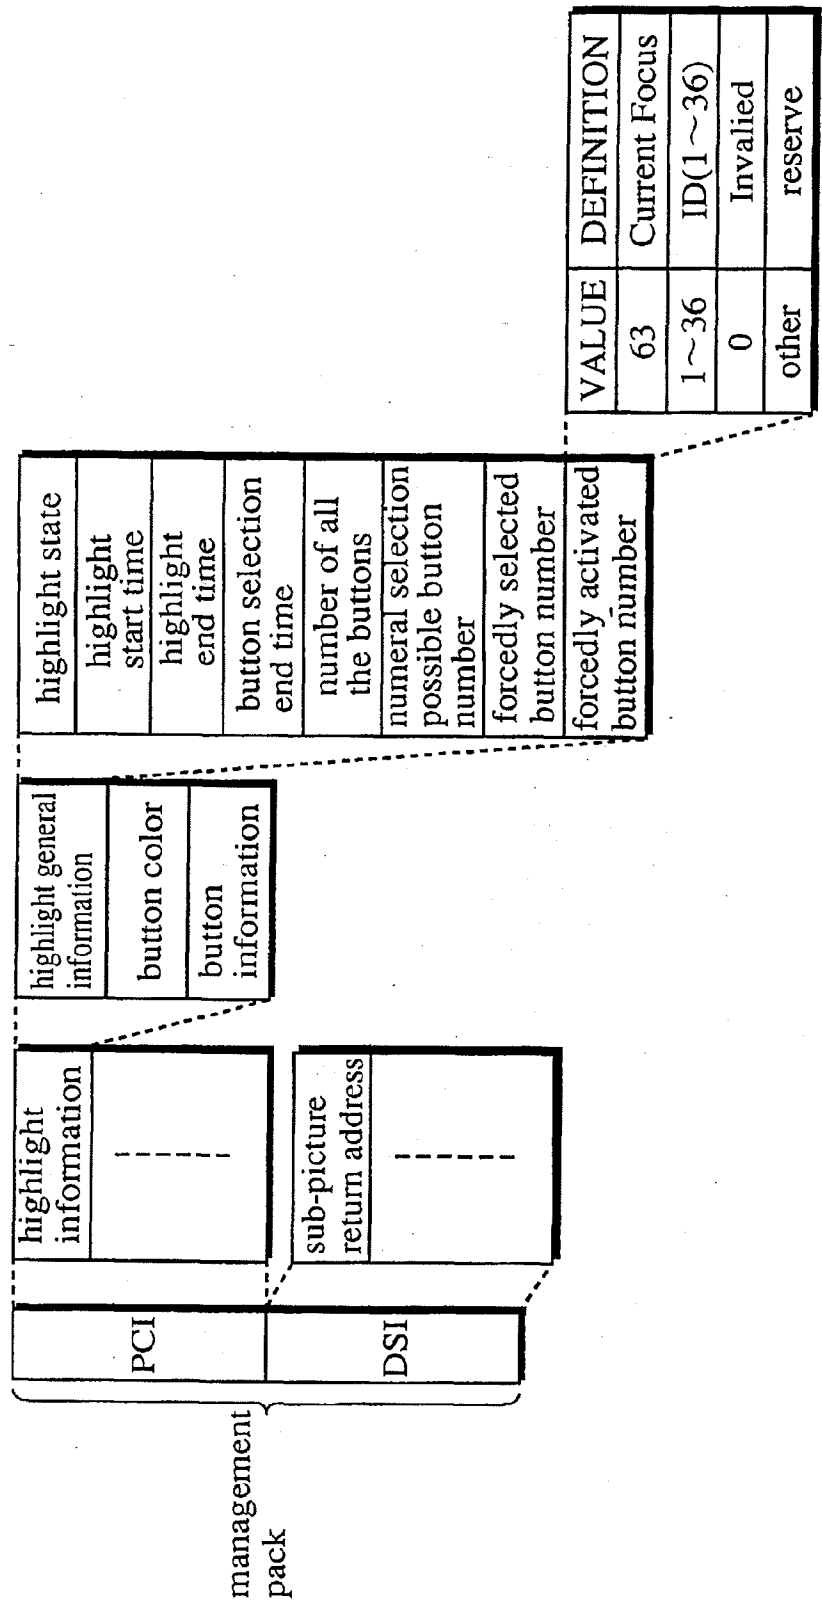 management
pack
PCI
DSI
highlight
information
sub-picture
return address
highlight general
information
button color
button
information
highlight state
highlight
start time
highlight
end time
button selection
end time
number of all
the buttons
numeral selection
possible button
number
forcedly selected
button number
forcedly activated
button number
VALUE DEFINITION
63 Current Focus
1~36 ID(1~36)
0 Invalied
other reserve